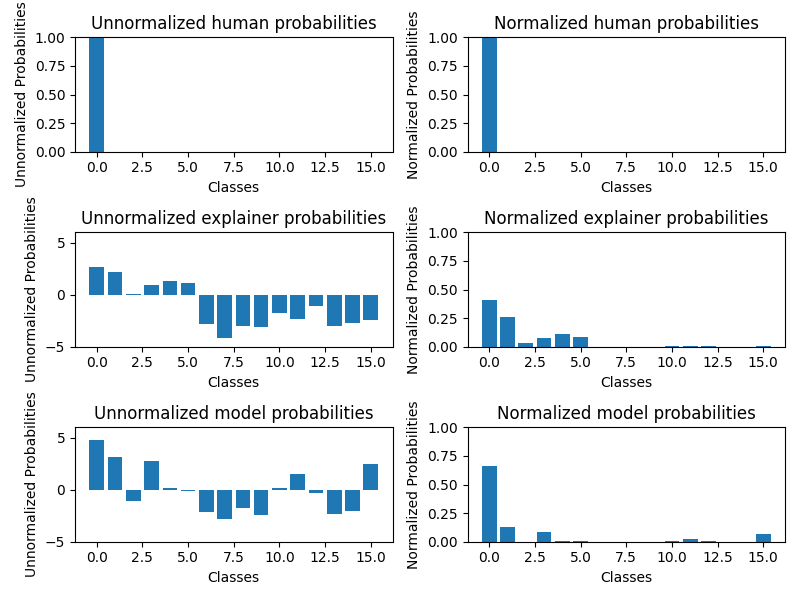 Unnormalized human probabilities
Unnormalized Probabilities
1.00
0.75
0.50
0.25
0.00
0.0 2.5 5.0 7.5 10.0 12.5 15.0
Classes
Normalized human probabilities
Normalized Probabilities
1.00
0.75
0.50
0.25
0.00
0.0 2.5 5.0 7.5 10.0 12.5 15.0
Classes
Unnormalized explainer probabilities
Unnormalized Probabilities
5
0
−5
0.0 2.5 5.0 7.5 10.0 12.5 15.0
Classes
Normalized explainer probabilities
Normalized Probabilities
1.00
0.75
0.50
0.25
0.00
0.0 2.5 5.0 7.5 10.0 12.5 15.0
Classes
Unnormalized model probabilities
Unnormalized Probabilities
5
0
−5
0.0 2.5 5.0 7.5 10.0 12.5 15.0
Classes
Normalized model probabilities
Normalized Probabilities
1.00
0.75
0.50
0.25
0.00
0.0 2.5 5.0 7.5 10.0 12.5 15.0
Classes